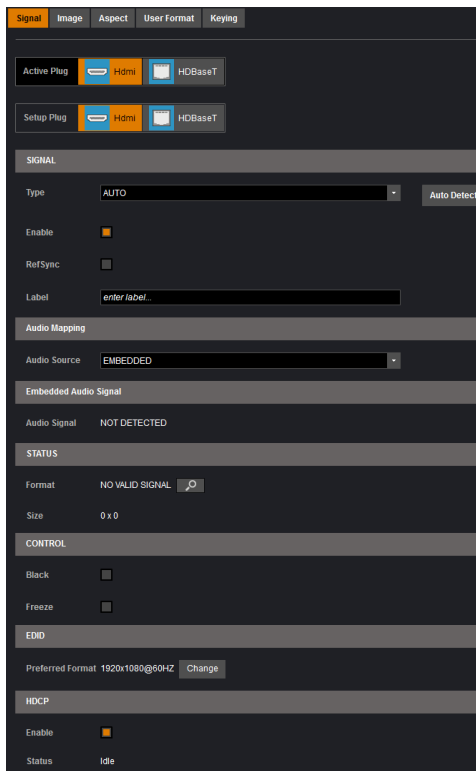 Signal Image Aspect User Format Keying
Active Plug Hdmi HDBaseT
Setup Plug Hdmi HDBaseT
SIGNAL
Type AUTO Auto Detect
Enable
RefSync
Label enter label...
Audio Mapping
Audio Source EMBEDDED
Embedded Audio Signal
Audio Signal NOT DETECTED
STATUS
Format NO VALID SIGNAL
Size 0 x 0
CONTROL
Black
Freeze
EDID
Preferred Format 1920x1080@60HZ Change
HDCP
Enable
Status Idle